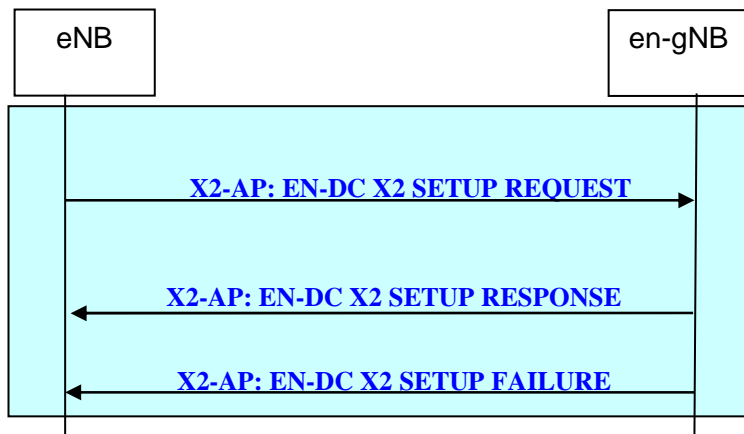 eNB
en-gNB
X2-AP: EN-DC X2 SETUP REQUEST
X2-AP: EN-DC X2 SETUP RESPONSE
X2-AP: EN-DC X2 SETUP FAILURE